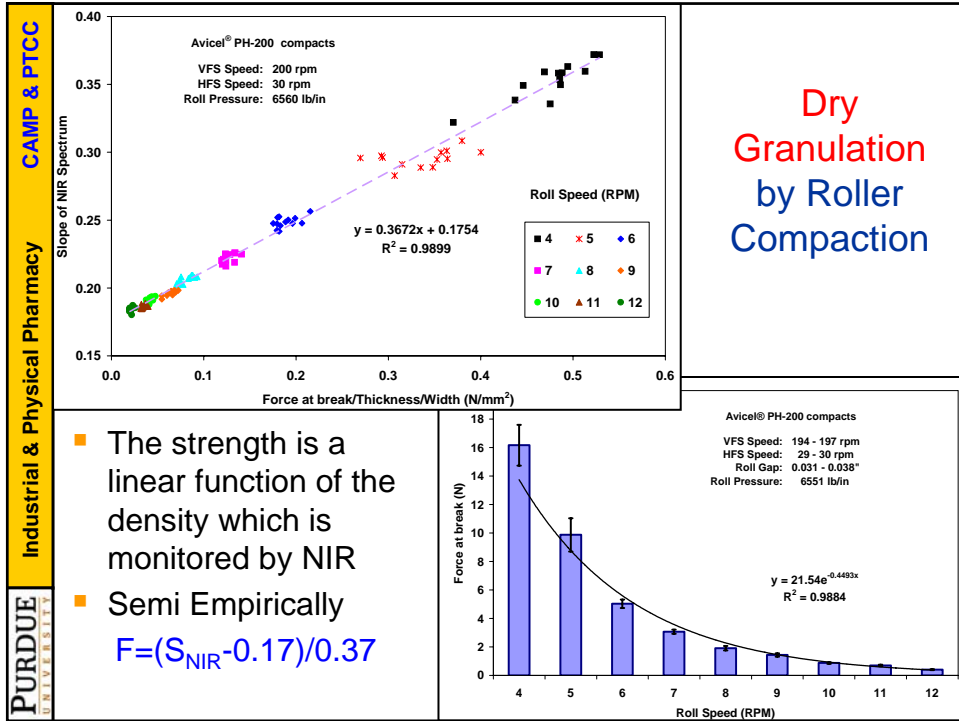 CAMP & PTCC
Industrial & Physical Pharmacy
PURDUE
UNIVERSITY
Dry
Granulation
by Roller
Compaction
Slope of NIR Spectrum
0.40
0.35
0.30
0.25
0.20
0.15
Avicel® PH-200 compacts
VFS Speed: 200 rpm
HFS Speed: 30 rpm
Roll Pressure: 6560 lb/in
y = 0.3672x + 0.1754
R² = 0.9899
Roll Speed (RPM)
4 5 6
7 8 9
10 11 12
0.0 0.1 0.2 0.3 0.4 0.5 0.6
Force at break/Thickness/Width (N/mm²)
The strength is a
linear function of the
density which is
monitored by NIR
Semi Empirically
F=(S_NIR-0.17)/0.37
Force at break (N)
18
16
14
12
10
8
6
4
2
0
Avicel® PH-200 compacts
VFS Speed: 194 - 197 rpm
HFS Speed: 29 - 30 rpm
Roll Gap: 0.031 - 0.038"
Roll Pressure: 6551 lb/in
y = 21.54e^-0.4493x
R² = 0.9884
4 5 6 7 8 9 10 11 12
Roll Speed (RPM)